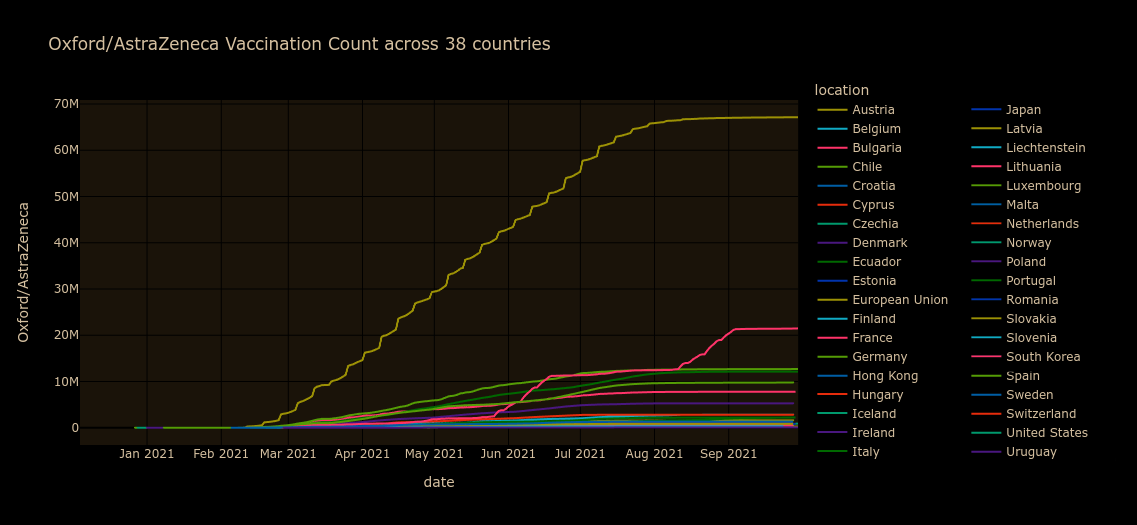 Oxford/AstraZeneca Vaccination Count across 38 countries
Oxford/AstraZeneca
70M
60M
50M
40M
30M
20M
10M
0
Jan 2021 Feb 2021 Mar 2021 Apr 2021 May 2021 Jun 2021 Jul 2021 Aug 2021 Sep 2021
date
location
Austria
Belgium
Bulgaria
Chile
Croatia
Cyprus
Czechia
Denmark
Ecuador
Estonia
European Union
Finland
France
Germany
Hong Kong
Hungary
Iceland
Ireland
Italy
Japan
Latvia
Liechtenstein
Lithuania
Luxembourg
Malta
Netherlands
Norway
Poland
Portugal
Romania
Slovakia
Slovenia
South Korea
Spain
Sweden
Switzerland
United States
Uruguay